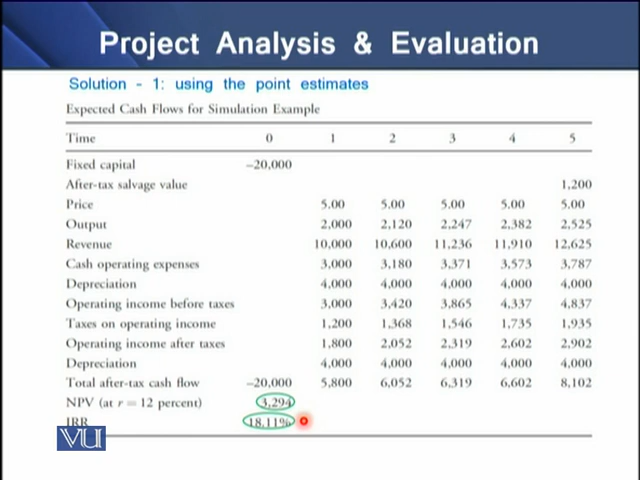 Project Analysis & Evaluation
Solution - 1: using the point estimates
Expected Cash Flows for Simulation Example
Time 0 1 2 3 4 5
Fixed capital −20,000
After-tax salvage value 1,200
Price 5.00 5.00 5.00 5.00 5.00
Output 2,000 2,120 2,247 2,382 2,525
Revenue 10,000 10,600 11,236 11,910 12,625
Cash operating expenses 3,000 3,180 3,371 3,573 3,787
Depreciation 4,000 4,000 4,000 4,000 4,000
Operating income before taxes 3,000 3,420 3,865 4,337 4,837
Taxes on operating income 1,200 1,368 1,546 1,735 1,935
Operating income after taxes 1,800 2,052 2,319 2,602 2,902
Depreciation 4,000 4,000 4,000 4,000 4,000
Total after-tax cash flow −20,000 5,800 6,052 6,319 6,602 8,102
NPV (at r = 12 percent) 3,294
IRR 18.11%
VU